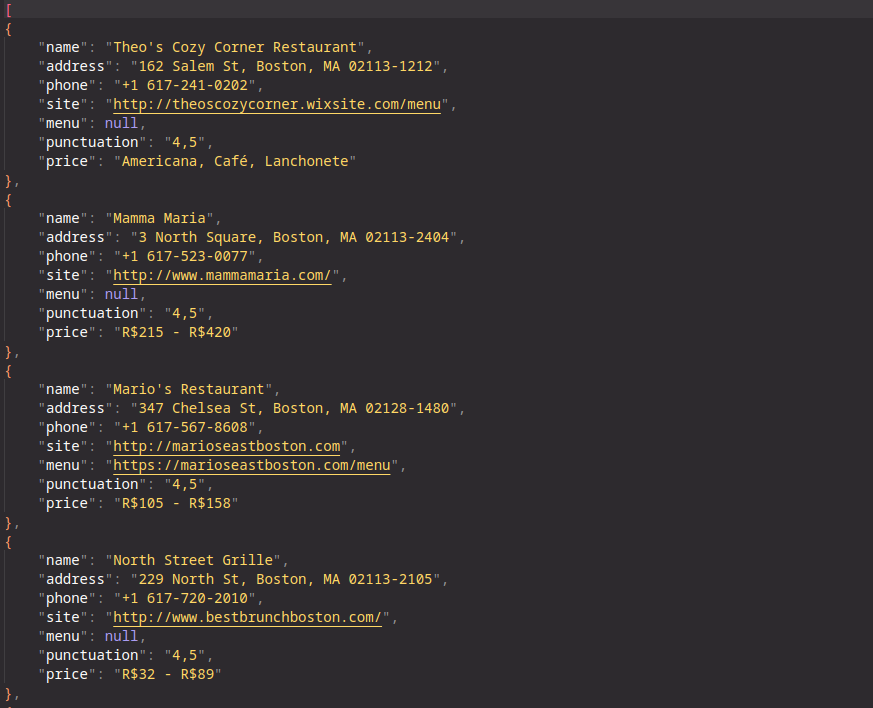 [
{
    "name": "Theo's Cozy Corner Restaurant",
    "address": "162 Salem St, Boston, MA 02113-1212",
    "phone": "+1 617-241-0202",
    "site": "http://theoscozycorner.wixsite.com/menu",
    "menu": null,
    "punctuation": "4,5",
    "price": "Americana, Café, Lanchonete"
},
{
    "name": "Mamma Maria",
    "address": "3 North Square, Boston, MA 02113-2404",
    "phone": "+1 617-523-0077",
    "site": "http://www.mammamaria.com/",
    "menu": null,
    "punctuation": "4,5",
    "price": "R$215 - R$420"
},
{
    "name": "Mario's Restaurant",
    "address": "347 Chelsea St, Boston, MA 02128-1480",
    "phone": "+1 617-567-8608",
    "site": "http://marioseastboston.com",
    "menu": "https://marioseastboston.com/menu",
    "punctuation": "4,5",
    "price": "R$105 - R$158"
},
{
    "name": "North Street Grille",
    "address": "229 North St, Boston, MA 02113-2105",
    "phone": "+1 617-720-2010",
    "site": "http://www.bestbrunchboston.com/",
    "menu": null,
    "punctuation": "4,5",
    "price": "R$32 - R$89"
},